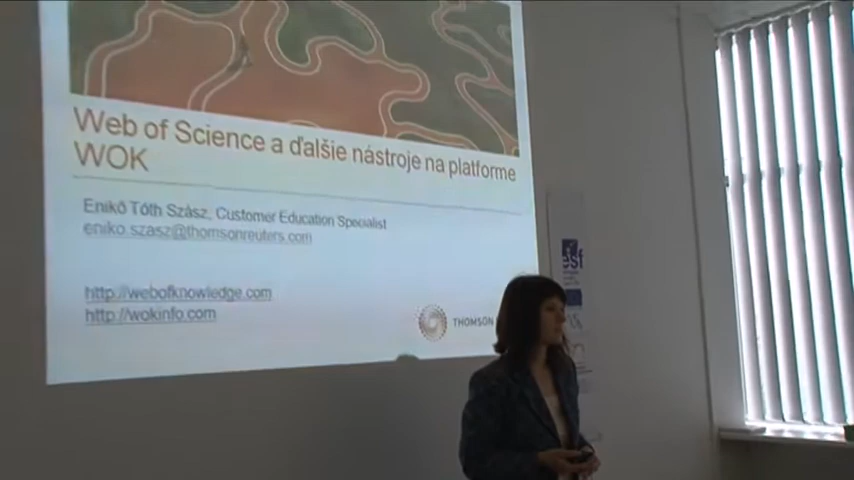 Web of Science a ďalšie nástroje na platforme
WOK
Enikő Tóth Szász, Customer Education Specialist
eniko.szasz@thomsonreuters.com
http://webofknowledge.com
http://wokinfo.com
THOMSON
esf